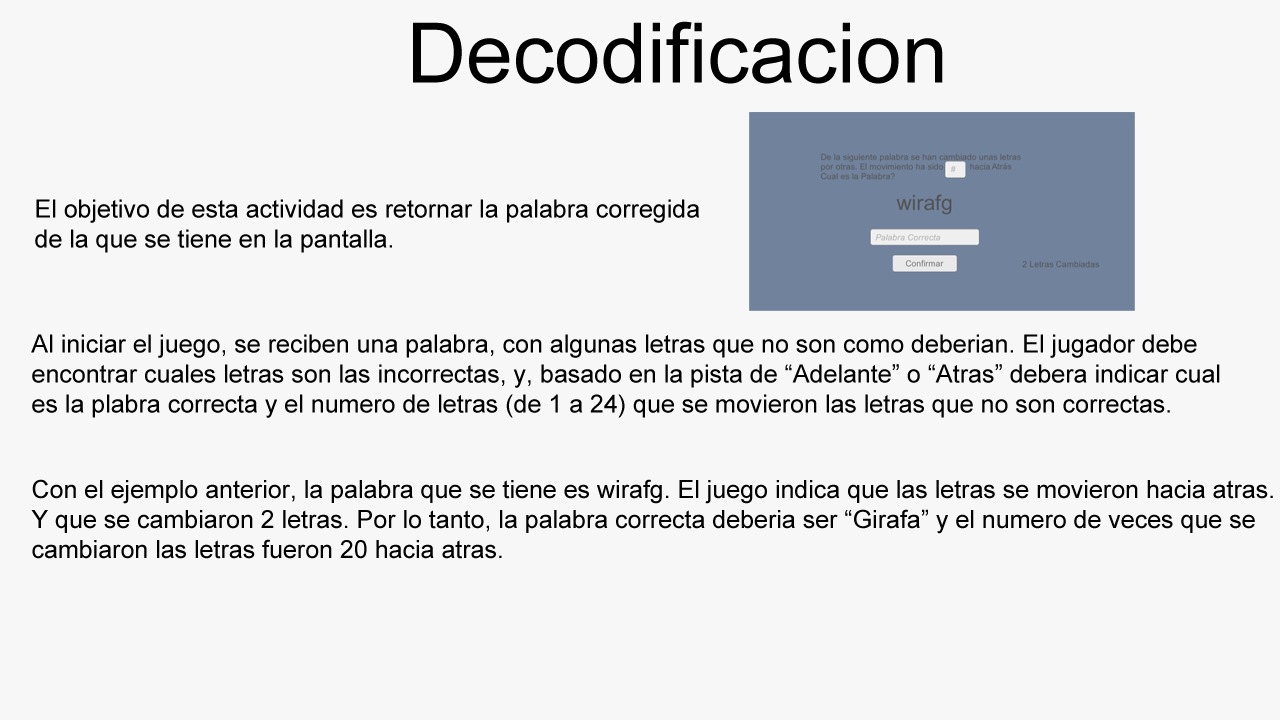 Decodificacion
De la siguiente palabra se han cambiado unas letras
por otras. El movimiento ha sido # hacia Atrás
Cual es la Palabra?
wirafg
Palabra Correcta
Confirmar
2 Letras Cambiadas
El objetivo de esta actividad es retornar la palabra corregida
de la que se tiene en la pantalla.
Al iniciar el juego, se reciben una palabra, con algunas letras que no son como deberian. El jugador debe
encontrar cuales letras son las incorrectas, y, basado en la pista de “Adelante” o “Atras” debera indicar cual
es la plabra correcta y el numero de letras (de 1 a 24) que se movieron las letras que no son correctas.
Con el ejemplo anterior, la palabra que se tiene es wirafg. El juego indica que las letras se movieron hacia atras.
Y que se cambiaron 2 letras. Por lo tanto, la palabra correcta deberia ser “Girafa” y el numero de veces que se
cambiaron las letras fueron 20 hacia atras.